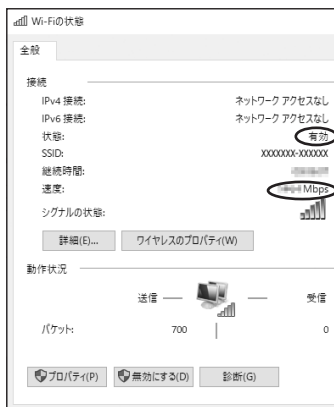 Wi-Fiの状態
全般
接続
IPv4 接続: ネットワーク アクセスなし
IPv6 接続: ネットワーク アクセスなし
状態: 有効
SSID: XXXXXXX-XXXXXX
継続時間:
速度: Mbps
シグナルの状態:
詳細(E)... ワイヤレスのプロパティ(W)
動作状況
送信 受信
パケット: 700 0
プロパティ(P) 無効にする(D) 診断(G)